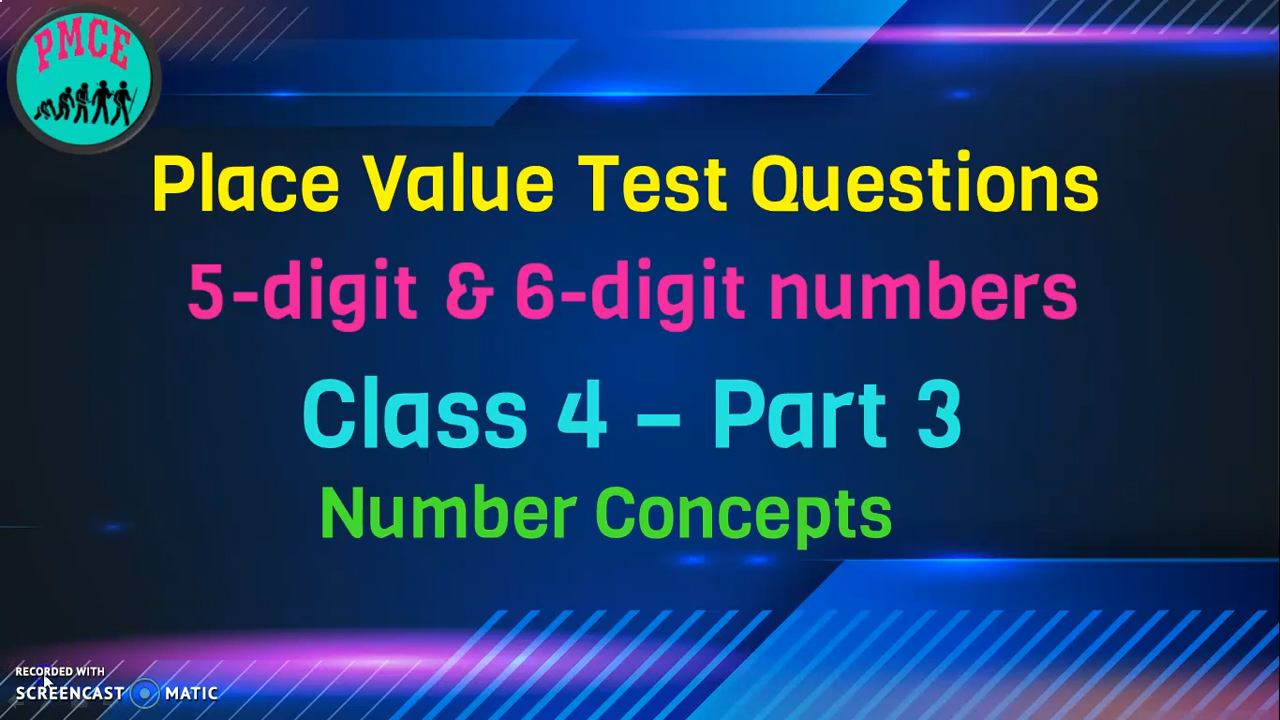 PMCE
Place Value Test Questions
5-digit & 6-digit numbers
Class 4 – Part 3
Number Concepts
RECORDED WITH
SCREENCAST MATIC